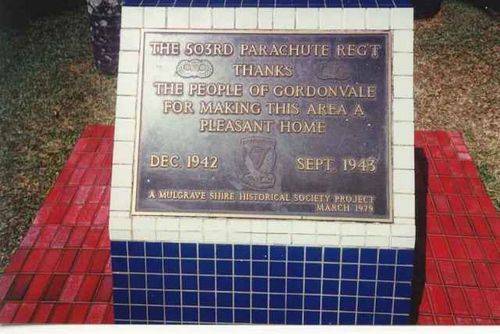 THE 503RD PARACHUTE REG'T
THANKS
THE PEOPLE OF GORDONVALE
FOR MAKING THIS AREA A
PLEASANT HOME
DEC. 1942 SEPT. 1943
A MULGRAVE SHIRE HISTORICAL SOCIETY PROJECT
MARCH 1979